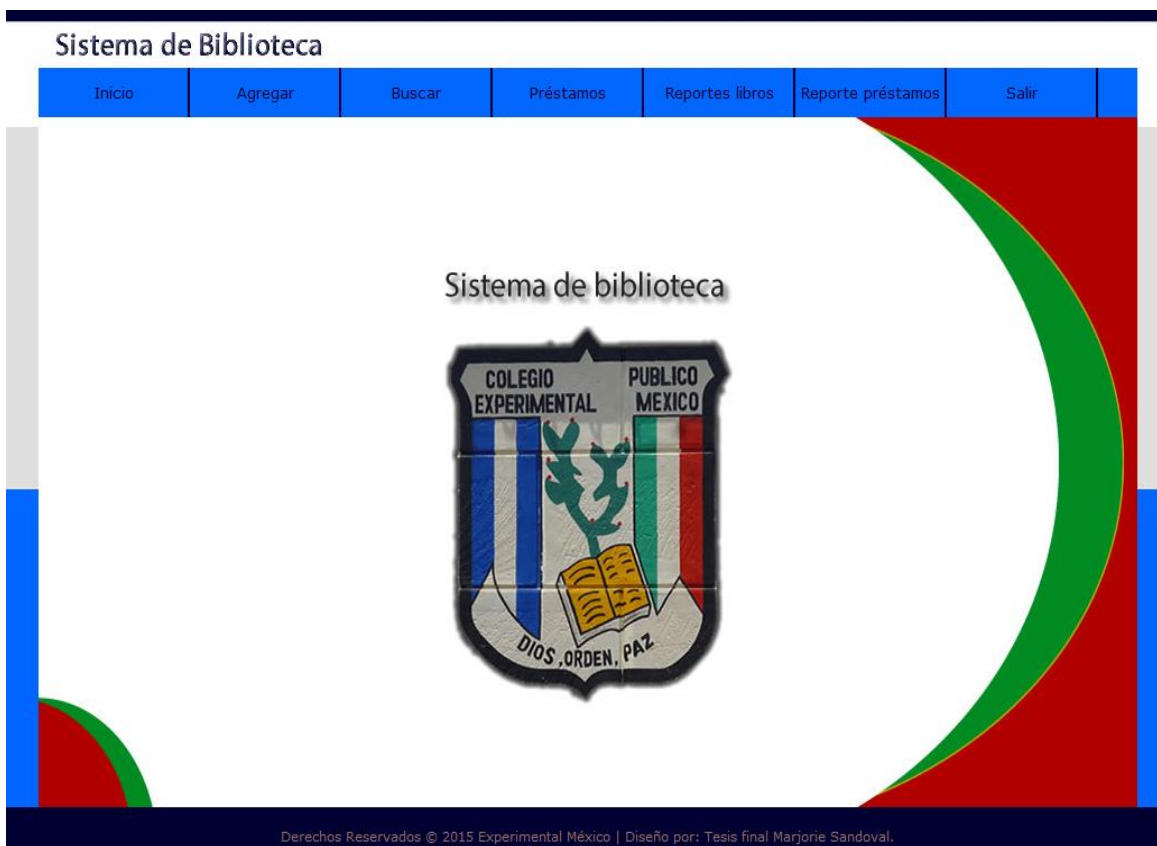 Sistema de Biblioteca
Inicio Agregar Buscar Préstamos Reportes libros Reporte préstamos Salir
Sistema de biblioteca
COLEGIO PUBLICO
EXPERIMENTAL MEXICO
DIOS, ORDEN, PAZ
Derechos Reservados © 2015 Experimental México | Diseño por: Tesis final Marjorie Sandoval.